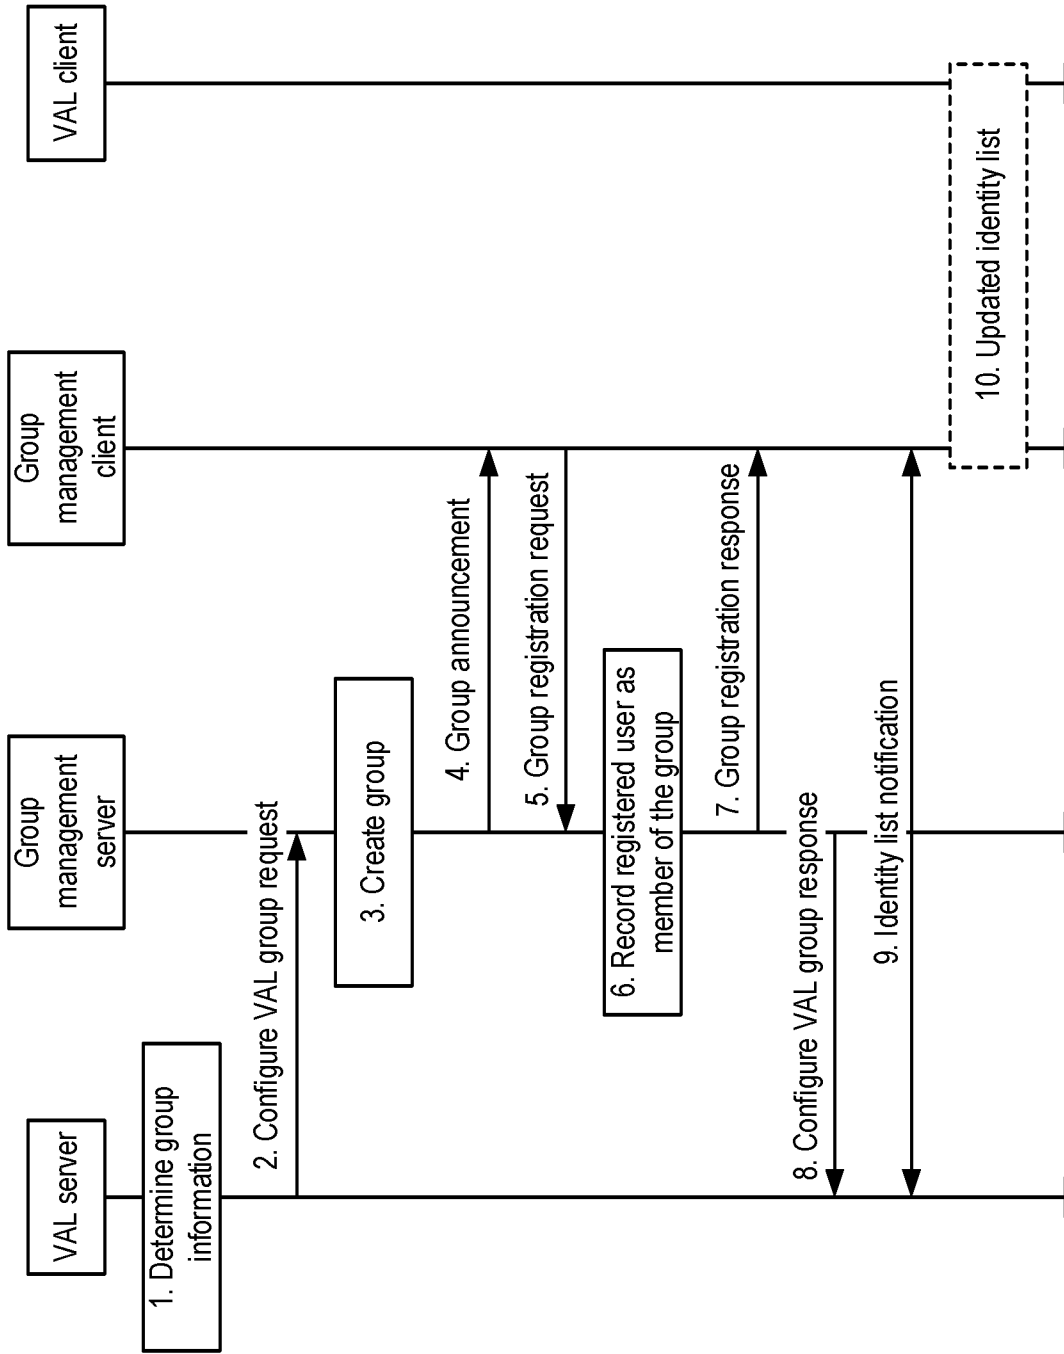 VAL server
Group
management
server
Group
management
client
VAL client
1. Determine group
information
2. Configure VAL group request
3. Create group
4. Group announcement
5. Group registration request
6. Record registered user as
member of the group
7. Group registration response
8. Configure VAL group response
9. Identity list notification
10. Updated identity list